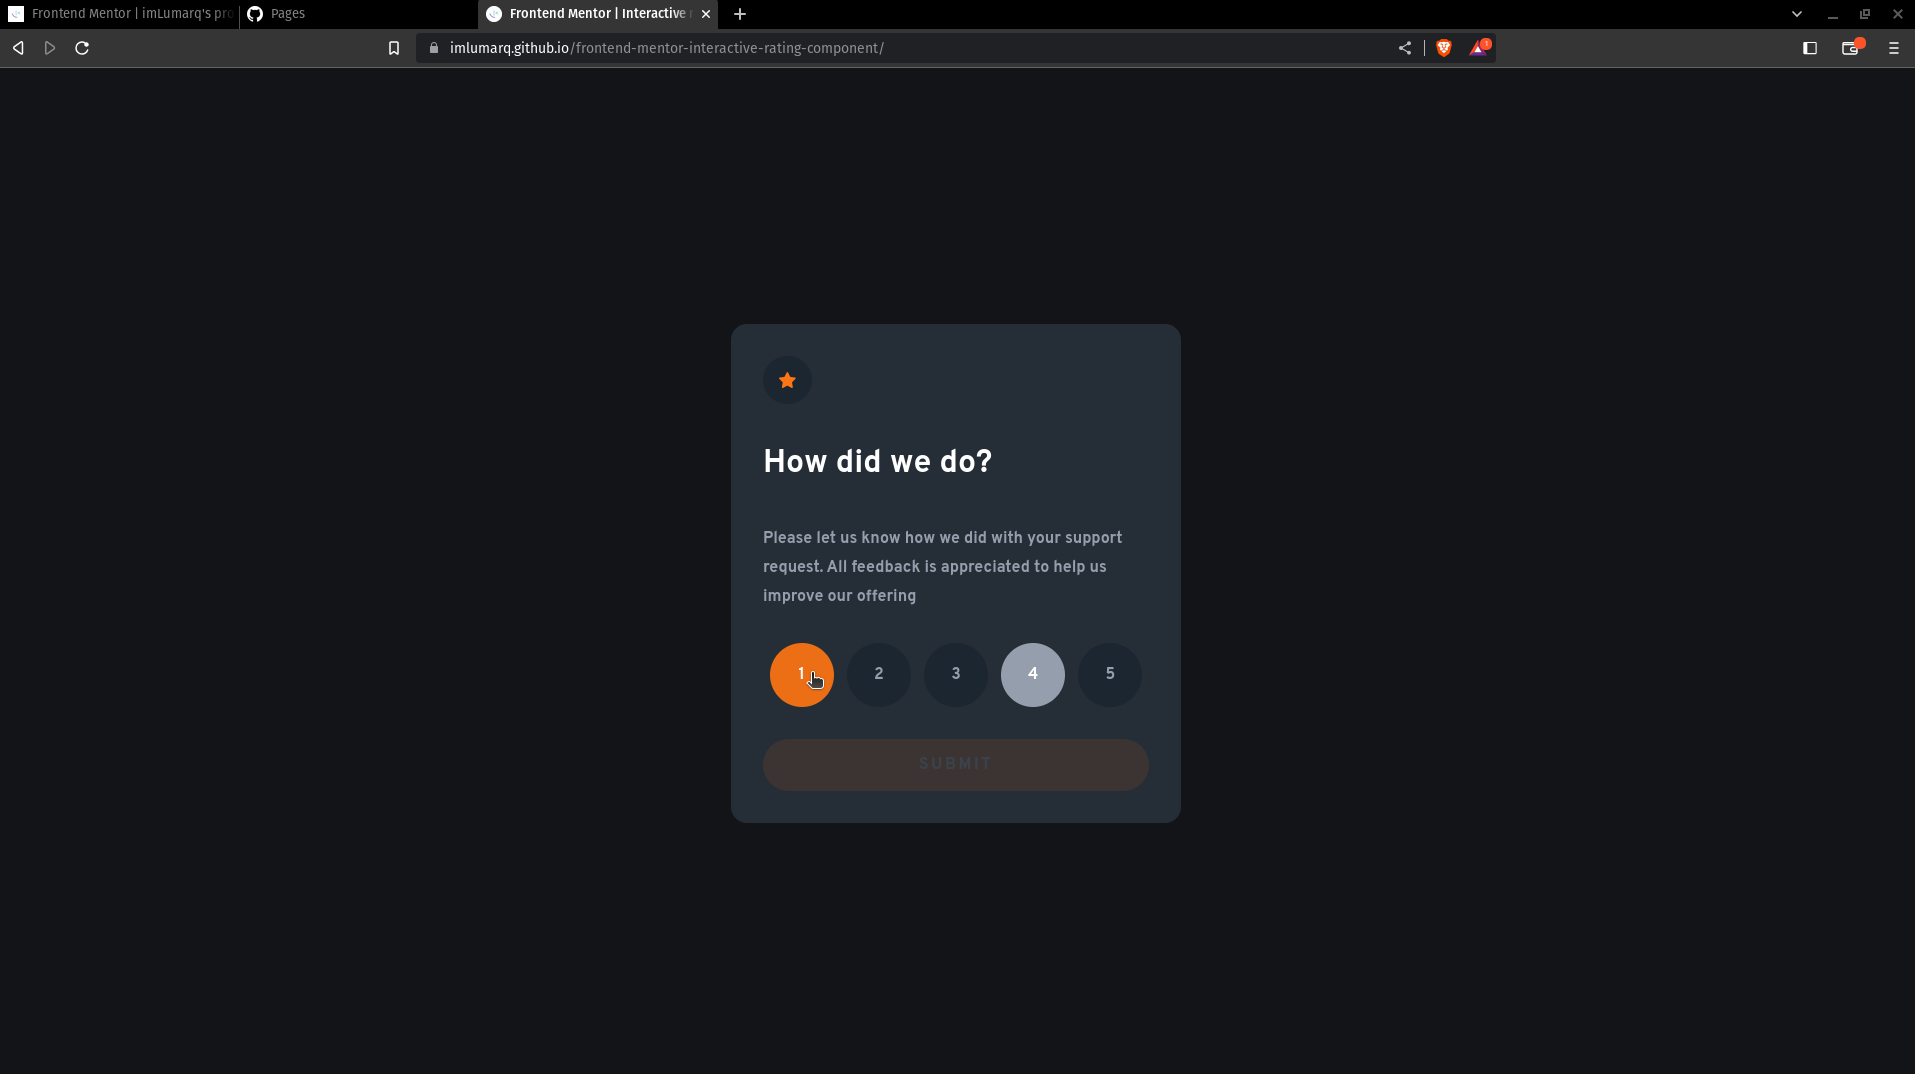 Frontend Mentor | imLumarq's pro
Pages
Frontend Mentor | Interactive r
imlumarq.github.io/frontend-mentor-interactive-rating-component/
1
How did we do?
Please let us know how we did with your support
request. All feedback is appreciated to help us
improve our offering
1 2 3 4 5
SUBMIT